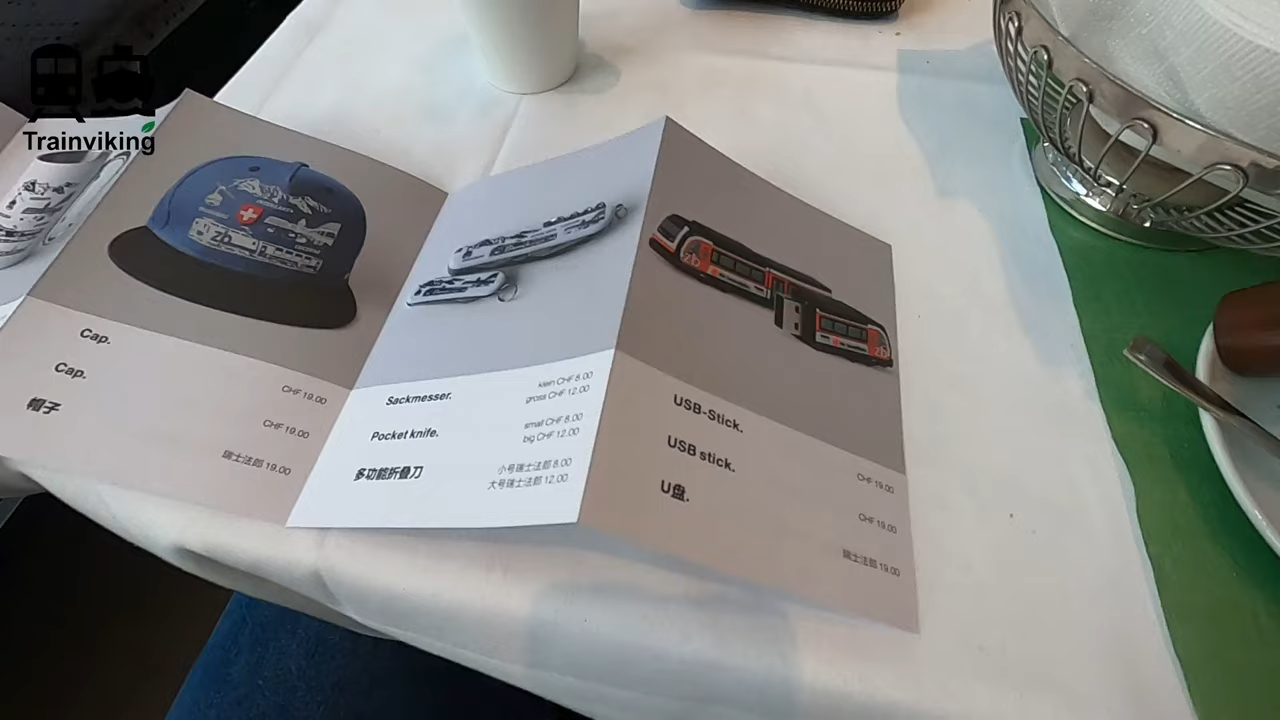 Trainviking
zb
Cap.
Cap.
帽子
CHF 19.00
CHF 19.00
瑞士法郎 19.00
Sackmesser.
Pocket knife.
多功能折叠刀
klein CHF 8.00
gross CHF 12.00
small CHF 8.00
big CHF 12.00
小号瑞士法郎 8.00
大号瑞士法郎 12.00
zb
zb
USB-Stick.
USB stick.
U盘.
CHF 19.00
CHF 19.00
瑞士法郎 19.00